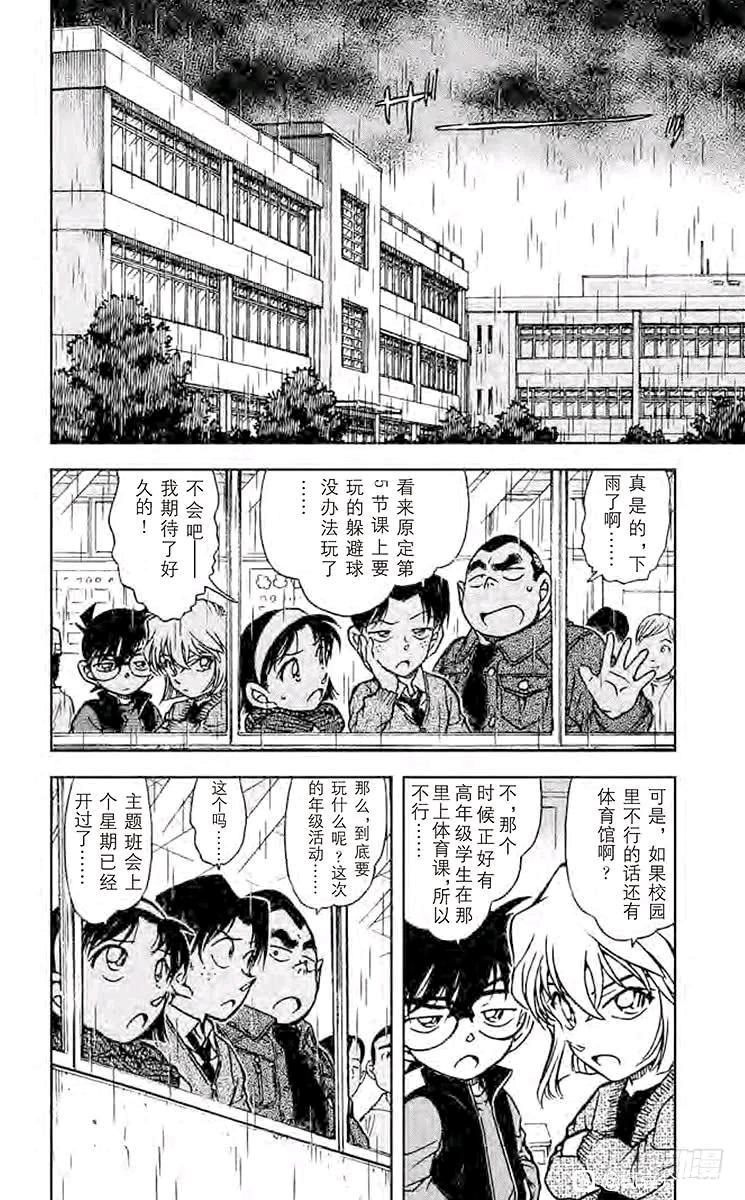 真是的,下
雨了啊……
看来原定第
5节课上要
玩的躲避球
没办法玩了
不会吧——
我期待了好
久的!
可是,如果校园
里不行的话还有
体育馆啊?
不,那个
时候正好有
高年级学生在那
里上体育课,所以
不行……
那么,到底要
玩什么呢?这次
的年级活动……
这个吗……
主题班会上
个星期已经
开过了……